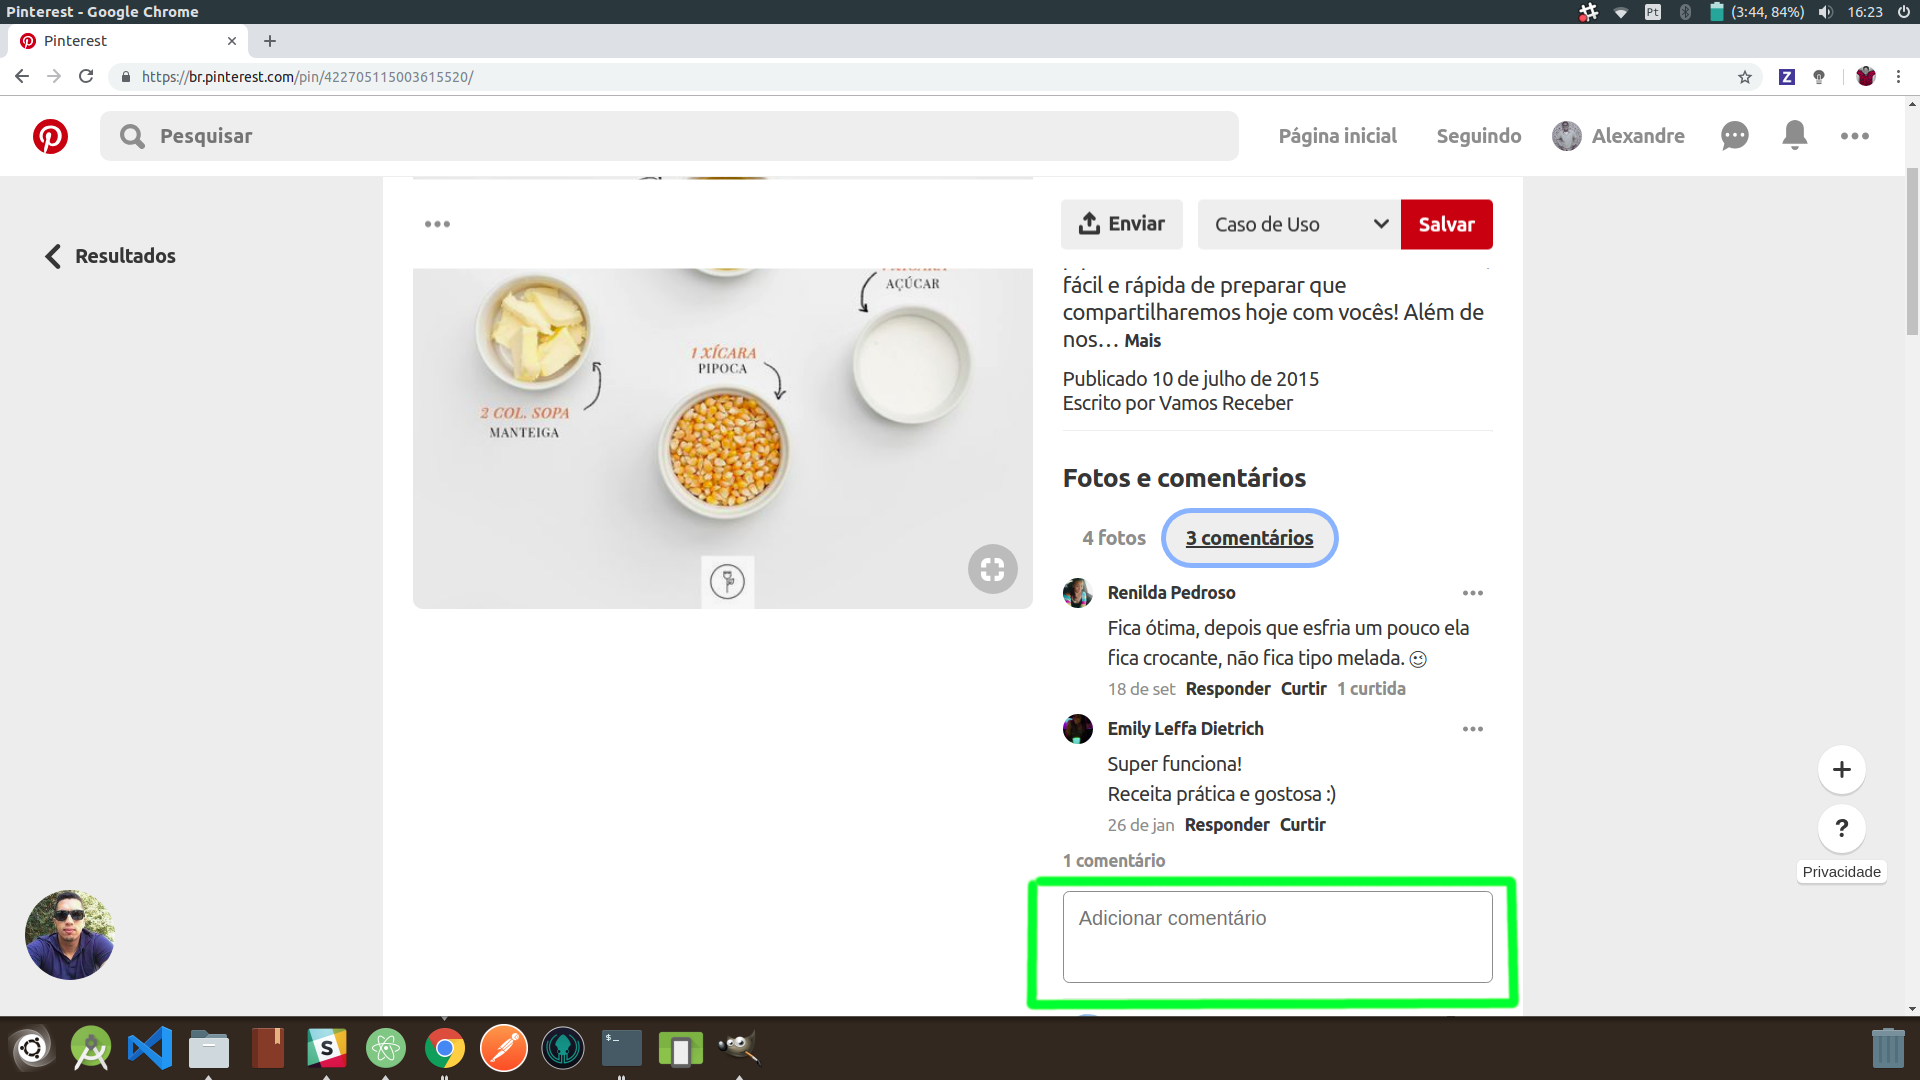 Pinterest - Google Chrome
Pt
(3:44, 84%)
16:23
Pinterest
https://br.pinterest.com/pin/422705115003615520/
Z
Pesquisar
Página inicial
Seguindo
Alexandre
Resultados
Enviar
Caso de Uso
Salvar
AÇÚCAR
1 XÍCARA
PIPOCA
2 COL. SOPA
MANTEIGA
fácil e rápida de preparar que
compartilharemos hoje com vocês! Além de
nos… Mais
Publicado 10 de julho de 2015
Escrito por Vamos Receber
Fotos e comentários
4 fotos
3 comentários
Renilda Pedroso
Fica ótima, depois que esfria um pouco ela
fica crocante, não fica tipo melada. 😉
18 de set Responder Curtir 1 curtida
Emily Leffa Dietrich
Super funciona!
Receita prática e gostosa :)
26 de jan Responder Curtir
1 comentário
Adicionar comentário
+
?
Privacidade
S
$_